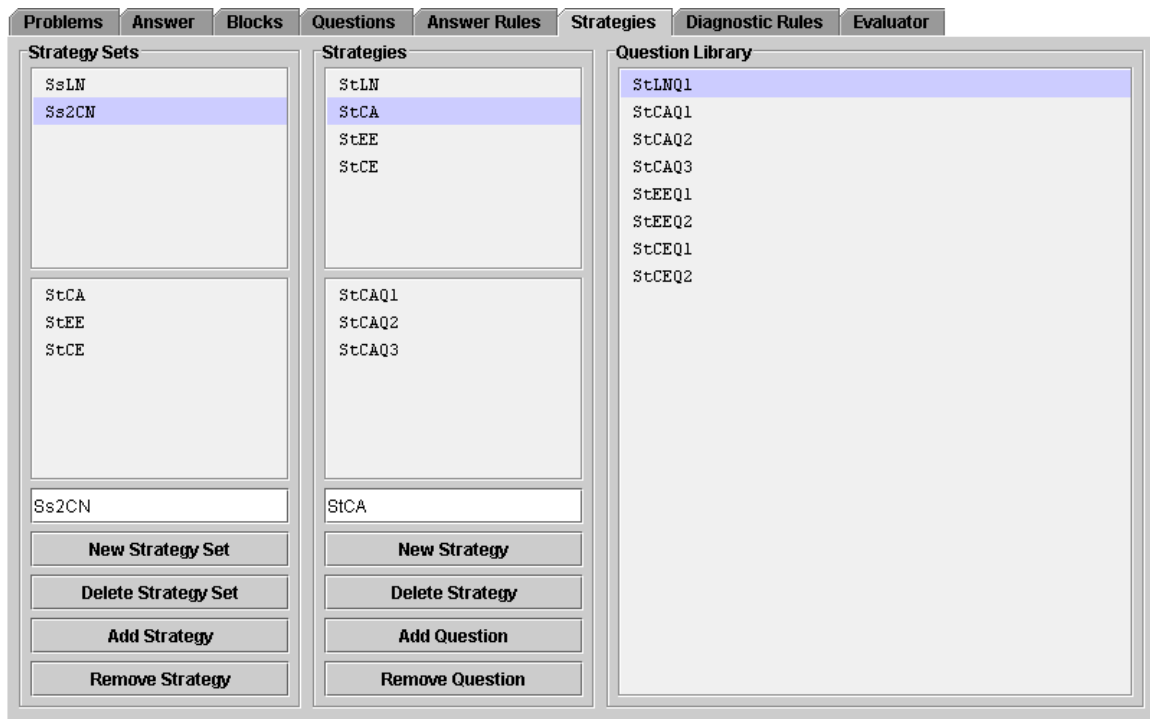 Problems Answer Blocks Questions Answer Rules Strategies Diagnostic Rules Evaluator
Strategy Sets
SsLN
Ss2CN
StCA
StEE
StCE
Ss2CN
New Strategy Set
Delete Strategy Set
Add Strategy
Remove Strategy
Strategies
StLN
StCA
StEE
StCE
StCAQ1
StCAQ2
StCAQ3
StCA
New Strategy
Delete Strategy
Add Question
Remove Question
Question Library
StLNQ1
StCAQ1
StCAQ2
StCAQ3
StEEQ1
StEEQ2
StCEQ1
StCEQ2